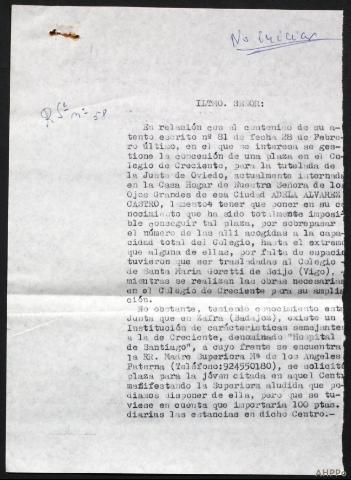 No iniciar
R. Sª nº 58
ILTMO. SEÑOR:
En relación con el contenido de su a-
tento escrito nº 81 de fecha 28 de Febre-
ro último, en el que se interesa se ges-
tione la concesión de una plaza en el Co-
legio de Creciente, para la tutelada de
la Junta de Oviedo, actualmente internada
en la Casa Hogar de Nuestra Señora de los
Ojos Grandes de esa Ciudad ADELA ALVAREZ
CASTRO, lamento tener que poner en su co-
nocimiento que ha sido totalmente imposi-
ble conseguir tal plaza, por sobrepasar
el número de las allí acogidas a la capa-
cidad total del Colegio, hasta el extremo
que alguna de ellas, por falta de espacio
tuvieron que ser trasladadas al Colegio
de Santa María Goretti de Beijo (Vigo),
mientras se realizan las obras necesarias
en el Colegio de Creciente para su amplia
ción.
No obstante, teniendo conocimiento esta
Junta que en Zafra (Badajoz), existe un
Institución de características semejantes
a la de Creciente, denominado "Hospital
de Santiago", a cuyo frente se encuentra
la RR. Madre Superiora Mª de los Angeles
Paterna (Teléfono:924550180), se solicitó
plaza para la jóven citada en aquel Cent
manifestando la Superiora aludida que po-
díamos disponer de ella, pero que se tu-
viese en cuenta que importaría 100 ptas.
diarias las estancias en dicho Centro.-
AHPPo